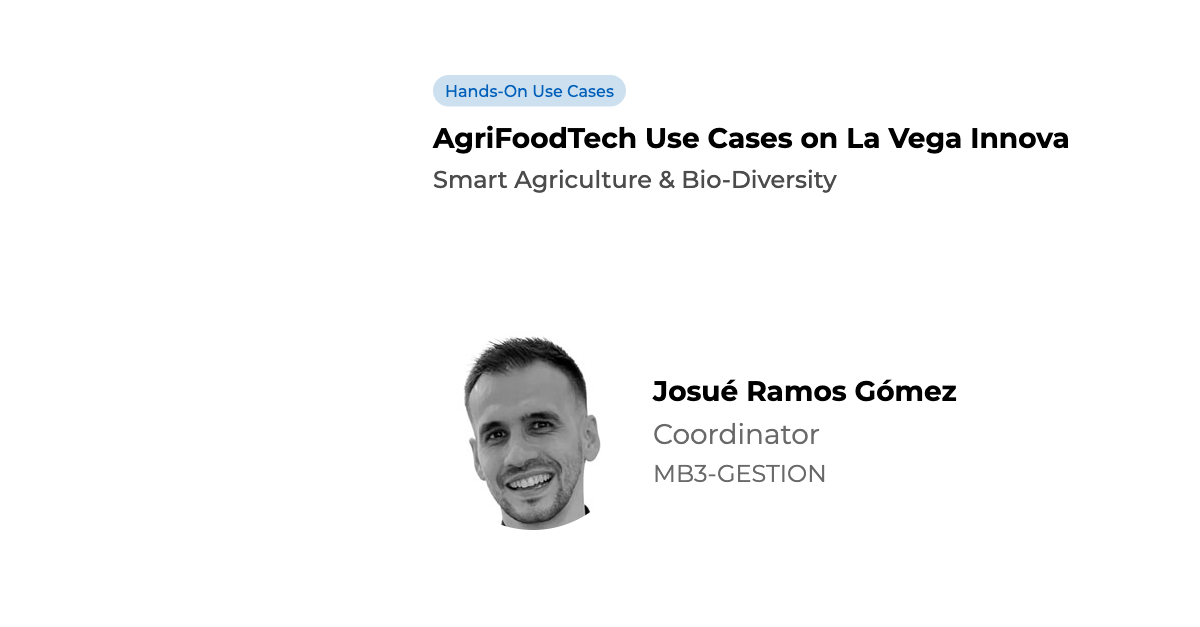 Hands-On Use Cases
AgriFoodTech Use Cases on La Vega Innova
Smart Agriculture & Bio-Diversity
Josué Ramos Gómez
Coordinator
MB3-GESTION